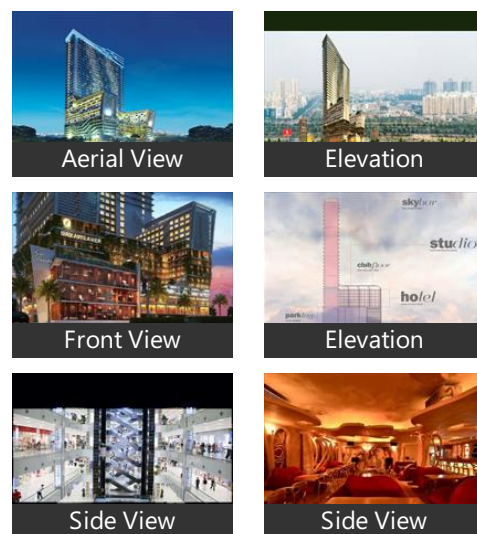 Aerial View
Elevation
skybar
studio
clubfloor
hotel
Front View
Elevation
Side View
Side View